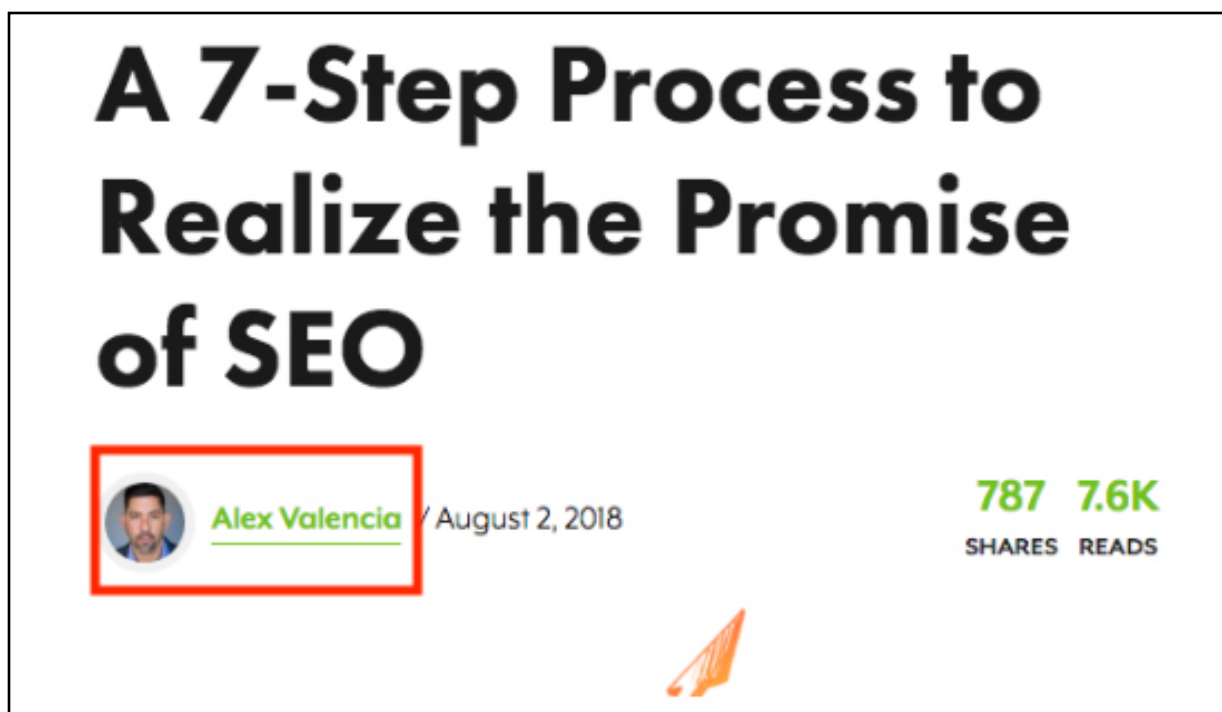 A 7-Step Process to
Realize the Promise
of SEO
Alex Valencia / August 2, 2018
787 7.6K
SHARES READS